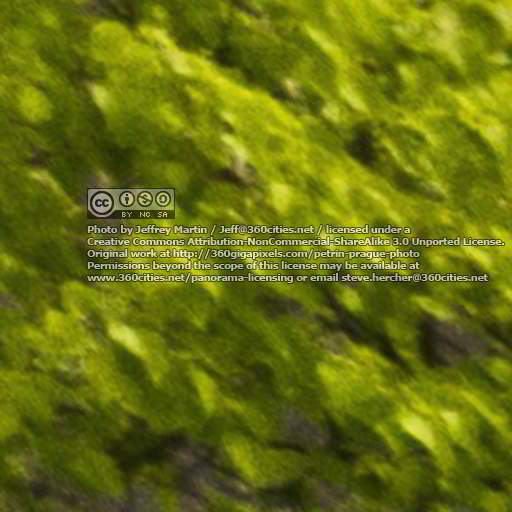 cc BY NC SA
Photo by Jeffrey Martin / Jeff@360cities.net / licensed under a
Creative Commons Attribution-NonCommercial-ShareAlike 3.0 Unported License.
Original work at http://360gigapixels.com/petrin-prague-photo
Permissions beyond the scope of this license may be available at
www.360cities.net/panorama-licensing or email steve.hercher@360cities.net